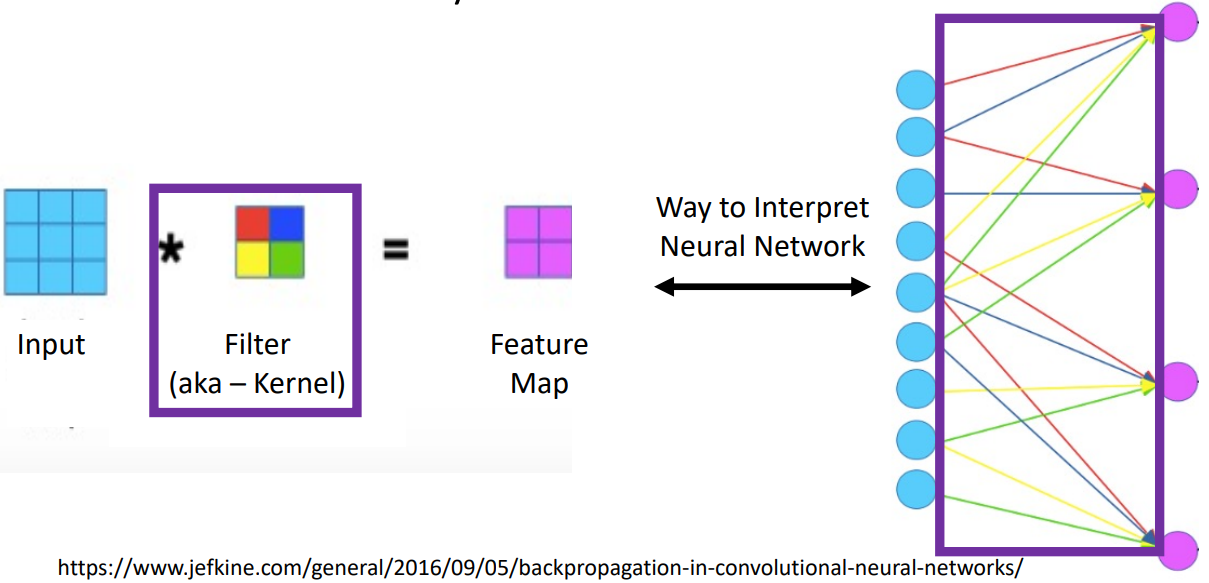 Way to Interpret
Neural Network
*
=
Input
Filter
(aka – Kernel)
Feature
Map
https://www.jefkine.com/general/2016/09/05/backpropagation-in-convolutional-neural-networks/